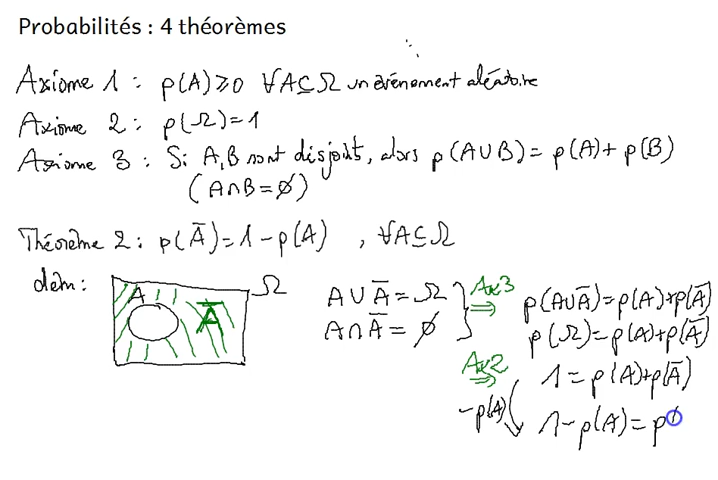 Probabilités : 4 théorèmes
Axiome 1 : p(A) ≥ 0 ∀A⊆Ω un événement aléatoire
Axiome 2 : p(Ω) = 1
Axiome 3 : Si A,B sont disjoints, alors p(A∪B) = p(A) + p(B)
(A∩B = ∅)
Théorème 2 : p(Ā) = 1 - p(A) , ∀A⊆Ω
dém :
A
Ā
Ω
A ∪ Ā = Ω
A ∩ Ā = ∅
Ax3
⇒
p(A∪Ā) = p(A) + p(Ā)
p(Ω) = p(A) + p(Ā)
Ax2
⇒
1 = p(A) + p(Ā)
-p(A)
1 - p(A) = p(